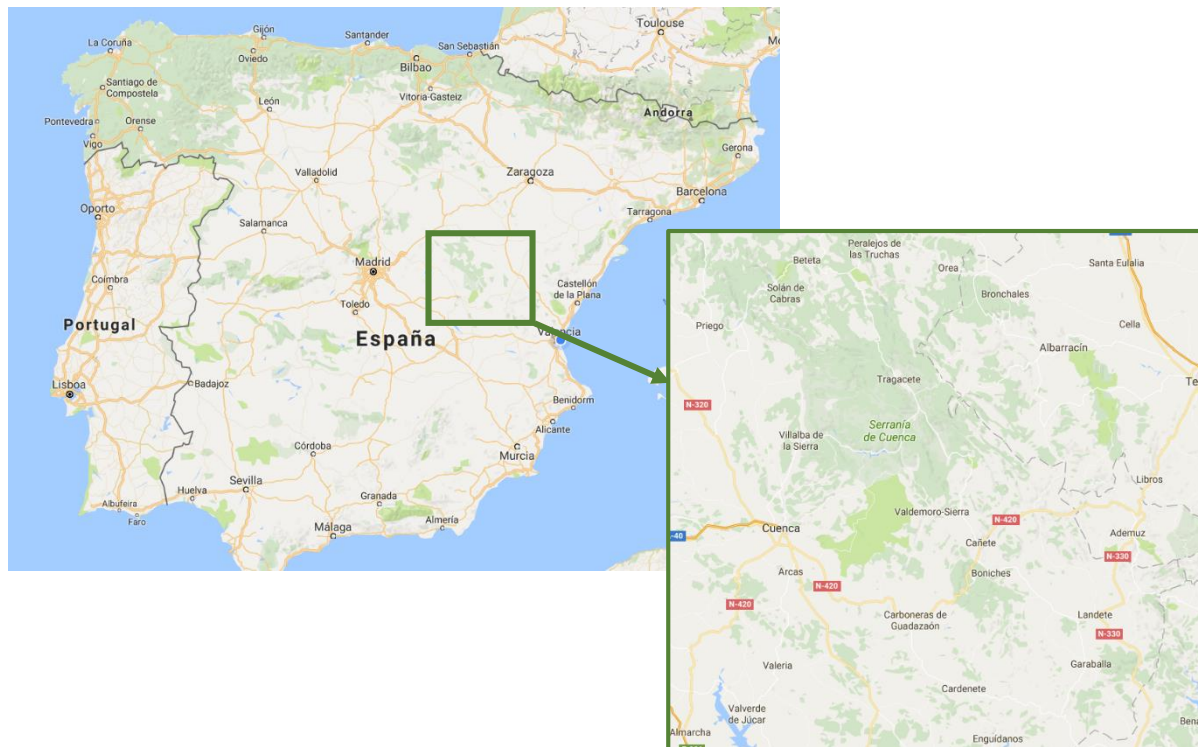 Toulouse
Gijón
La Coruña
Santander
San Sebastián
Oviedo
Bilbao
Santiago de
Compostela
Vitoria-Gasteiz
León
Andorra
Pontevedra
Orense
Vigo
Gerona
Valladolid
Zaragoza
Barcelona
Oporto
Tarragona
Salamanca
Madrid
Coímbra
Castellón
de la Plana
Toledo
Portugal
España
Valencia
Lisboa
Badajoz
Benidorm
Alicante
Córdoba
Murcia
Sevilla
Huelva
Granada
Albufeira
Faro
Málaga
Almería
Peralejos de
las Truchas
Beteta
Orea
Santa Eulalia
Solán de
Cabras
Bronchales
Priego
Cella
Albarracín
Tragacete
Te
N-320
Serranía
de Cuenca
Villalba de
la Sierra
Libros
Valdemoro-Sierra
N-420
Cuenca
-40
Ademuz
Cañete
N-330
Arcas
Boniches
N-420
N-420
Carboneras de
Guadazaón
Landete
N-330
Valeria
Garaballa
Cardenete
Valverde
de Júcar
Almarcha
Bena
Enguídanos